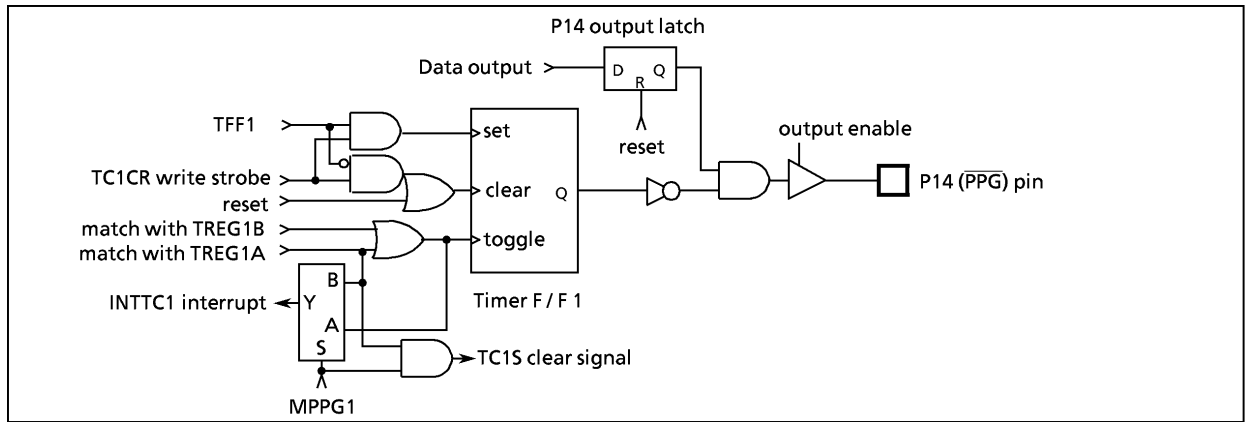 P14 output latch
Data output
D
Q
R
reset
TFF1
set
output enable
TC1CR write strobe
clear
Q
P14 (P̅P̅G̅) pin
reset
match with TREG1B
toggle
match with TREG1A
B
INTTC1 interrupt
Y
Timer F / F 1
A
S
TC1S clear signal
MPPG1